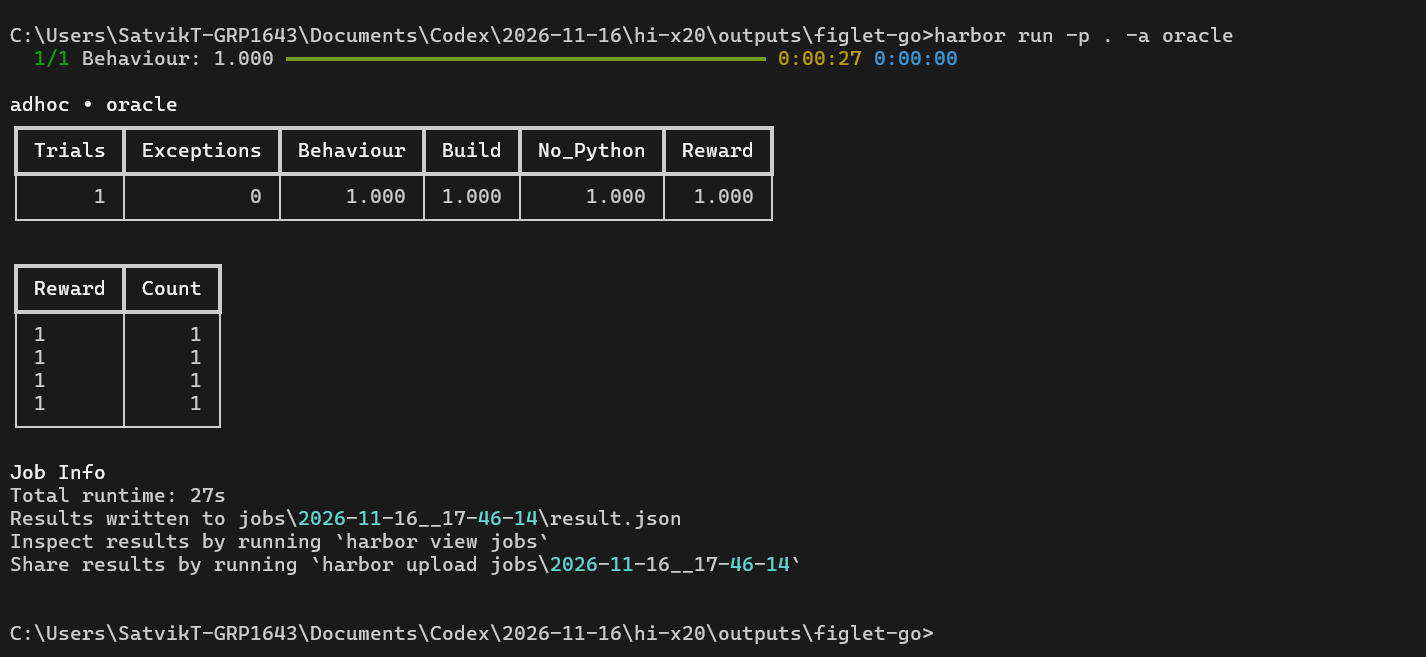 C:\Users\SatvikT-GRP1643\Documents\Codex\2026-11-16\hi-x20\outputs\figlet-go>harbor run -p . -a oracle
1/1 Behaviour: 1.000 0:00:27 0:00:00
adhoc • oracle
Trials Exceptions Behaviour Build No_Python Reward
1 0 1.000 1.000 1.000 1.000
Reward Count
1 1
1 1
1 1
1 1
Job Info
Total runtime: 27s
Results written to jobs\2026-11-16__17-46-14\result.json
Inspect results by running `harbor view jobs`
Share results by running `harbor upload jobs\2026-11-16__17-46-14`
C:\Users\SatvikT-GRP1643\Documents\Codex\2026-11-16\hi-x20\outputs\figlet-go>